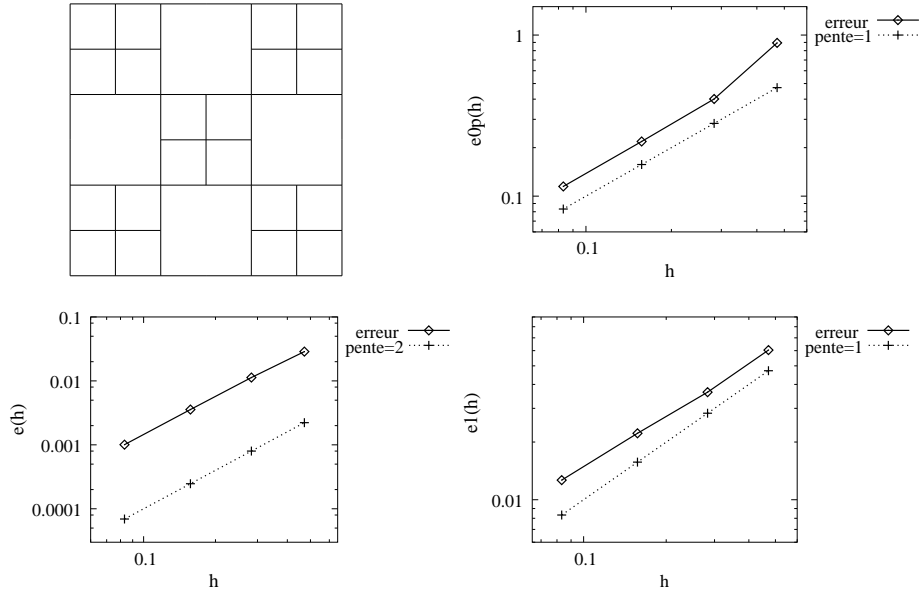 erreur
pente=1
1
0.1
e0p(h)
0.1
h
erreur
pente=2
0.1
0.01
0.001
0.0001
e(h)
0.1
h
erreur
pente=1
0.01
e1(h)
0.1
h